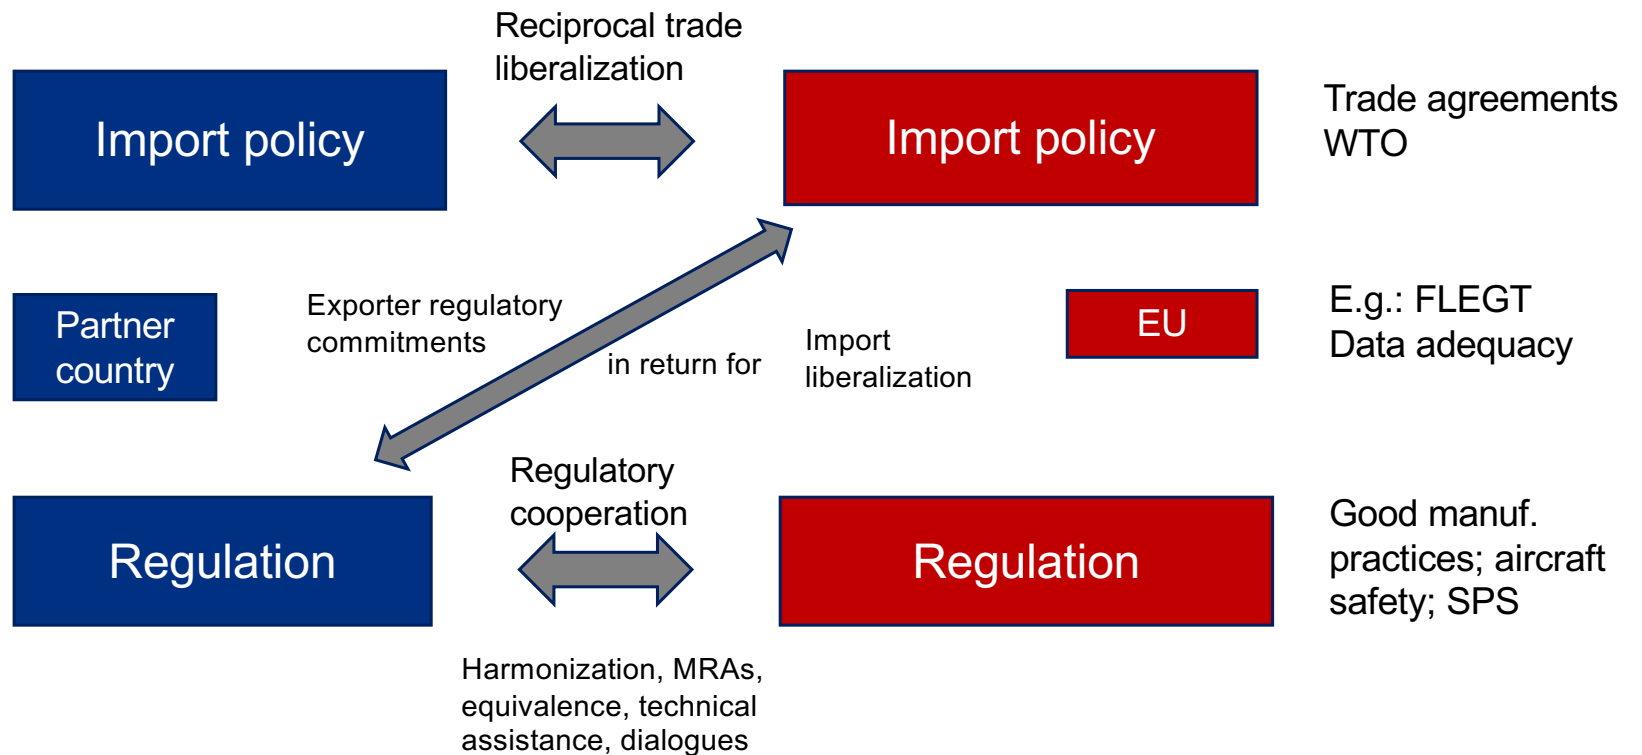 Reciprocal trade
liberalization
Import policy
Import policy
Trade agreements
WTO
Partner
country
Exporter regulatory
commitments
in return for
Import
liberalization
EU
E.g.: FLEGT
Data adequacy
Regulatory
cooperation
Regulation
Regulation
Good manuf.
practices; aircraft
safety; SPS
Harmonization, MRAs,
equivalence, technical
assistance, dialogues